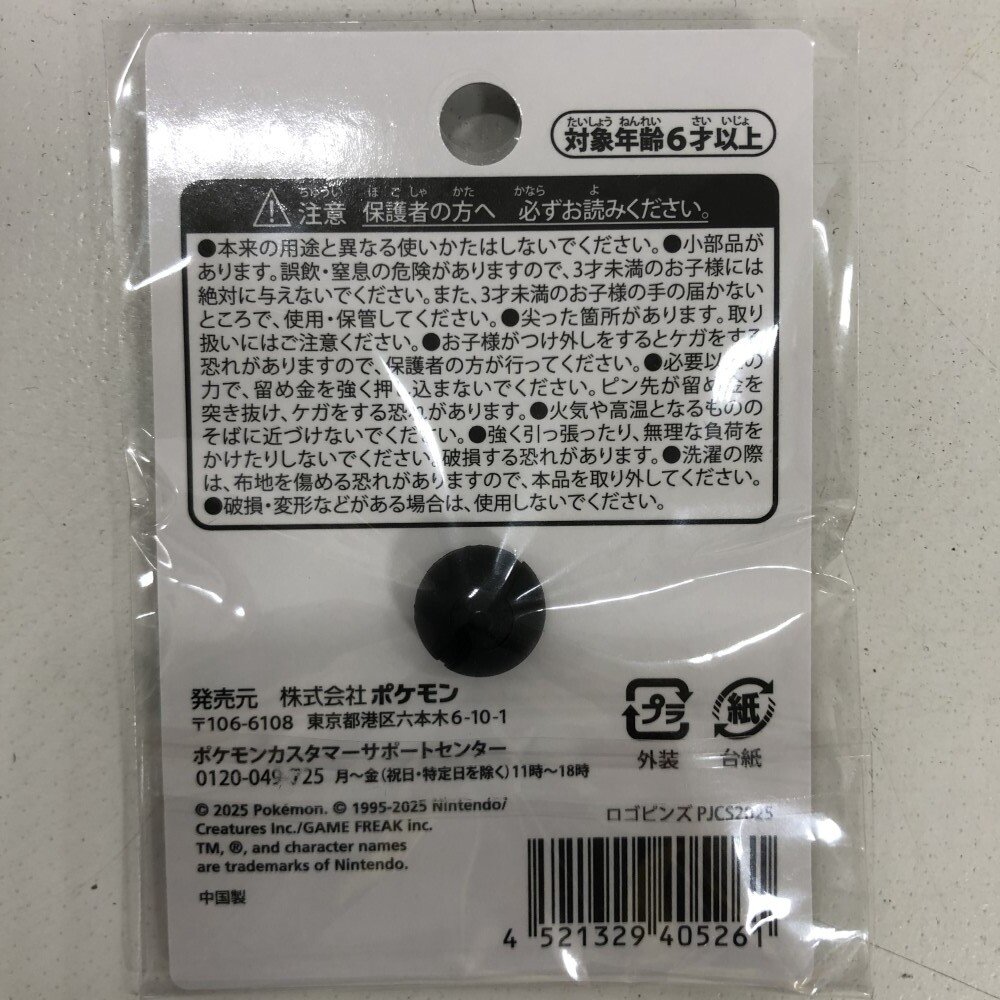 たいしょう ねんれい さい いじょ
対象年齢6才以上
ちゅうい ほ ご しゃ かた かなら よ
注意 保護者の方へ 必ずお読みください。
●本来の用途と異なる使いかたはしないでください。●小部品が
あります。誤飲・窒息の危険がありますので、3才未満のお子様には
絶対に与えないでください。また、3才未満のお子様の手の届かない
ところで、使用・保管してください。●尖った箇所があります。取り
扱いにはご注意ください。●お子様がつけ外しをするとケガをする
恐れがありますので、保護者の方が行ってください。●必要以上の
力で、留め金を強く押し込まないでください。ピン先が留め金を
突き抜け、ケガをする恐れがあります。●火気や高温となるものの
そばに近づけないでください。●強く引っ張ったり、無理な負荷を
かけたりしないでください。破損する恐れがあります。●洗濯の際
は、布地を傷める恐れがありますので、本品を取り外してください。
●破損・変形などがある場合は、使用しないでください。
発売元 株式会社 ポケモン
〒106-6108 東京都港区六本木6-10-1
ポケモンカスタマーサポートセンター
0120-049-725 月～金(祝日・特定日を除く)11時～18時
プラ 紙
外装 台紙
© 2025 Pokémon. © 1995-2025 Nintendo/
Creatures Inc./GAME FREAK inc.
TM, ®, and character names
are trademarks of Nintendo.
中国製
ロゴピンズ PJCS2025
4 521329 405261